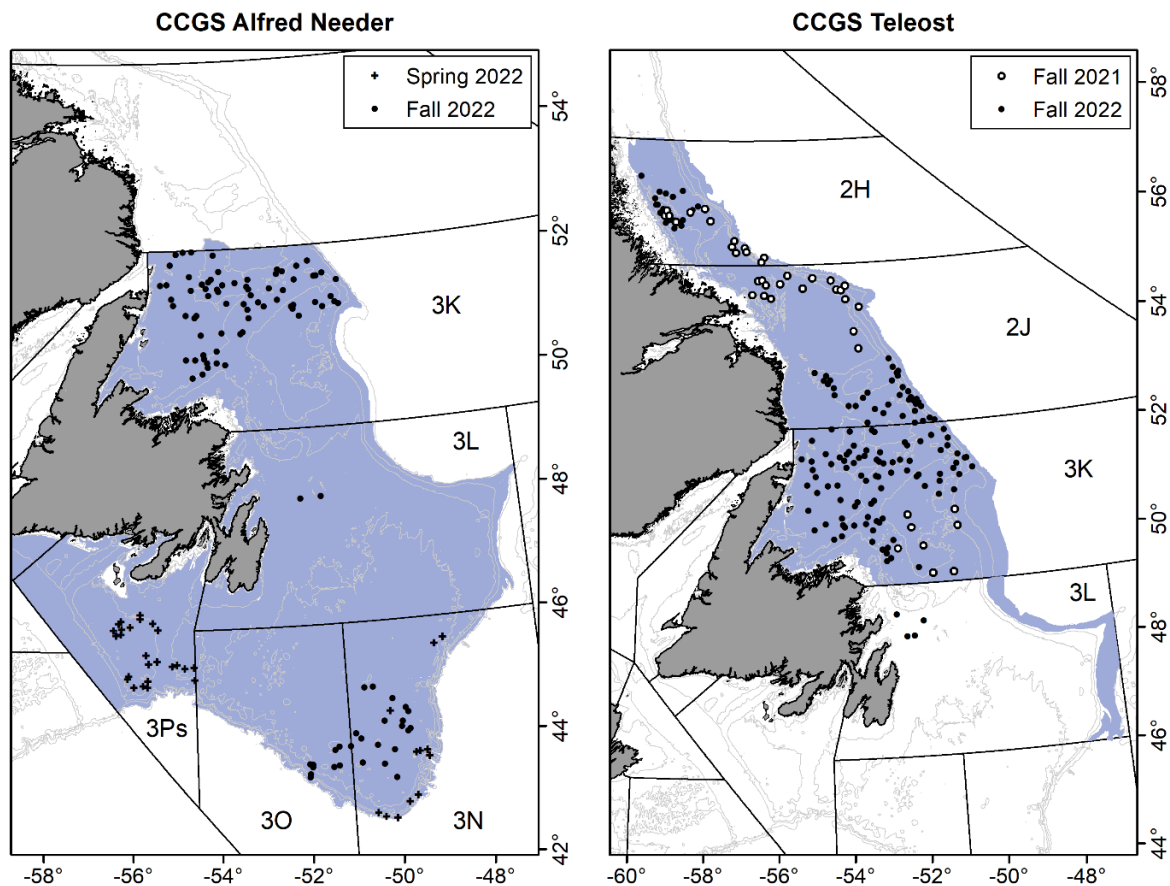 CCGS Alfred Needer
CCGS Teleost
Spring 2022
Fall 2022
3K
3L
3Ps
3O
3N
54°
52°
50°
48°
46°
44°
42°
-58° -56° -54° -52° -50° -48°
Fall 2021
Fall 2022
2H
2J
3K
3L
58°
56°
54°
52°
50°
48°
46°
44°
-60° -58° -56° -54° -52° -50° -48°